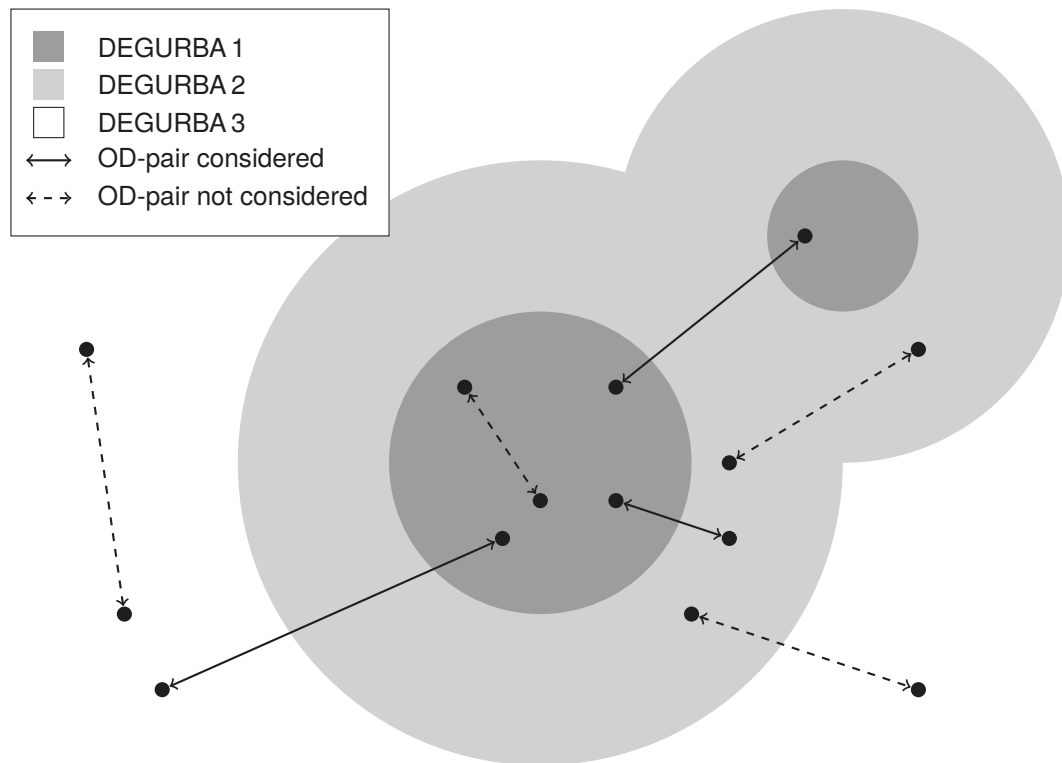 DEGURBA 1
DEGURBA 2
DEGURBA 3
OD-pair considered
OD-pair not considered